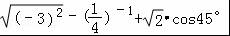 √(-3)² - (1/4)⁻¹ + √2•cos45°